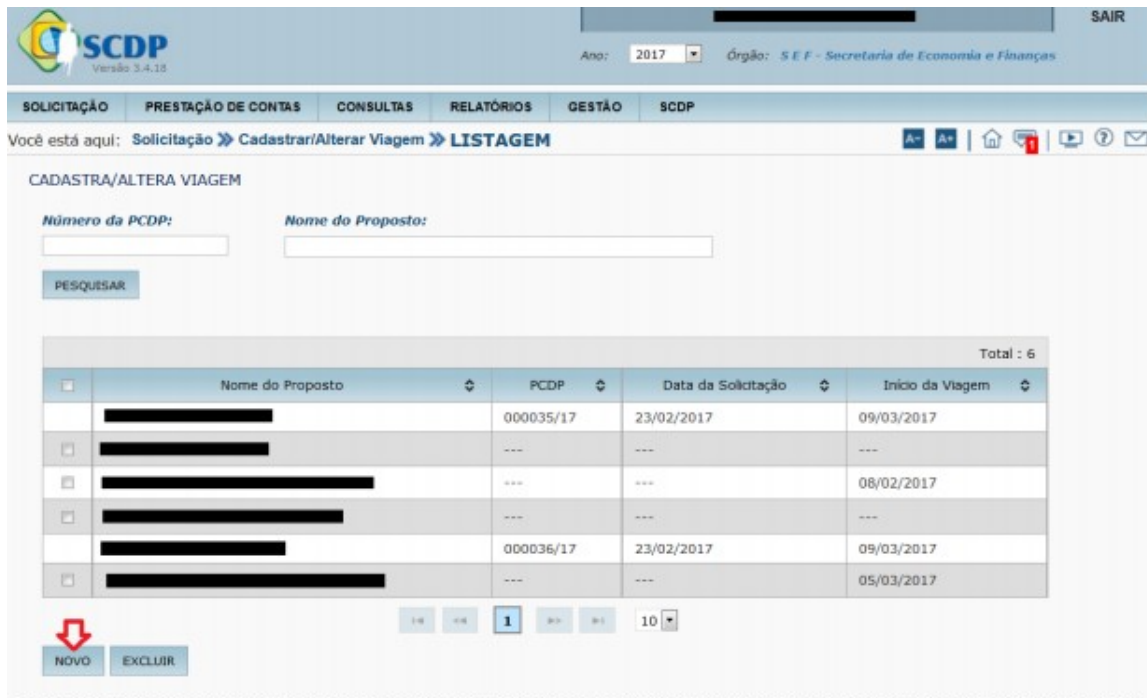 SAIR
SCDP
Versão 3.4.18
Ano: 2017 Órgão: S E F - Secretaria de Economia e Finanças
SOLICITAÇÃO PRESTAÇÃO DE CONTAS CONSULTAS RELATÓRIOS GESTÃO SCDP
Você está aqui: Solicitação >> Cadastrar/Alterar Viagem >> LISTAGEM A- A+ | 1 | ?
CADASTRA/ALTERA VIAGEM
Número da PCDP: Nome do Proposto:
PESQUISAR
Total : 6
Nome do Proposto PCDP Data da Solicitação Início da Viagem
000035/17 23/02/2017 09/03/2017
--- --- ---
--- --- 08/02/2017
--- --- ---
000036/17 23/02/2017 09/03/2017
--- --- 05/03/2017
1 10
NOVO EXCLUIR